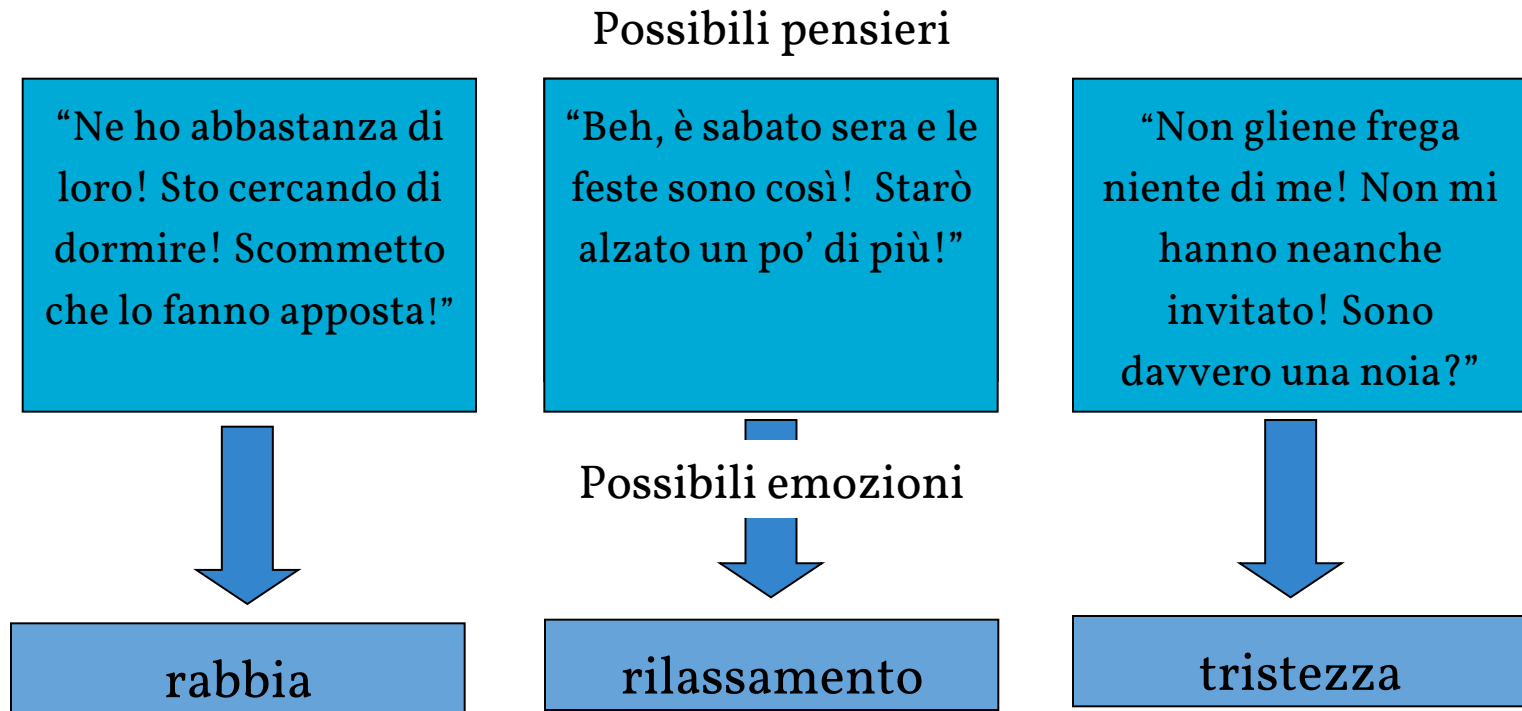 Possibili pensieri
“Ne ho abbastanza di
loro! Sto cercando di
dormire! Scommetto
che lo fanno apposta!”
“Beh, è sabato sera e le
feste sono così!  Starò
alzato un po’ di più!”
“Non gliene frega
niente di me! Non mi
hanno neanche
invitato! Sono
davvero una noia?”
Possibili emozioni
rabbia
rilassamento
tristezza